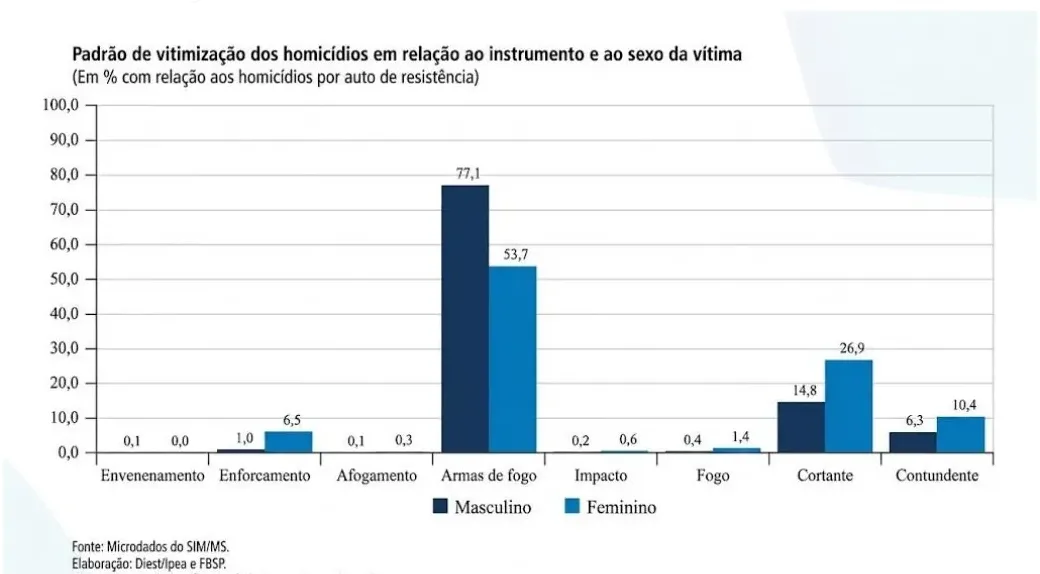 Padrão de vitimização dos homicídios em relação ao instrumento e ao sexo da vítima
(Em % com relação aos homicídios por auto de resistência)
100,0
90,0
80,0
70,0
60,0
50,0
40,0
30,0
20,0
10,0
0,0
0,1 0,0 1,0 6,5 0,1 0,3 77,1 53,7 0,2 0,6 0,4 1,4 14,8 26,9 6,3 10,4
Envenenamento Enforcamento Afogamento Armas de fogo Impacto Fogo Cortante Contundente
Masculino Feminino
Fonte: Microdados do SIM/MS.
Elaboração: Diest/Ipea e FBSP.